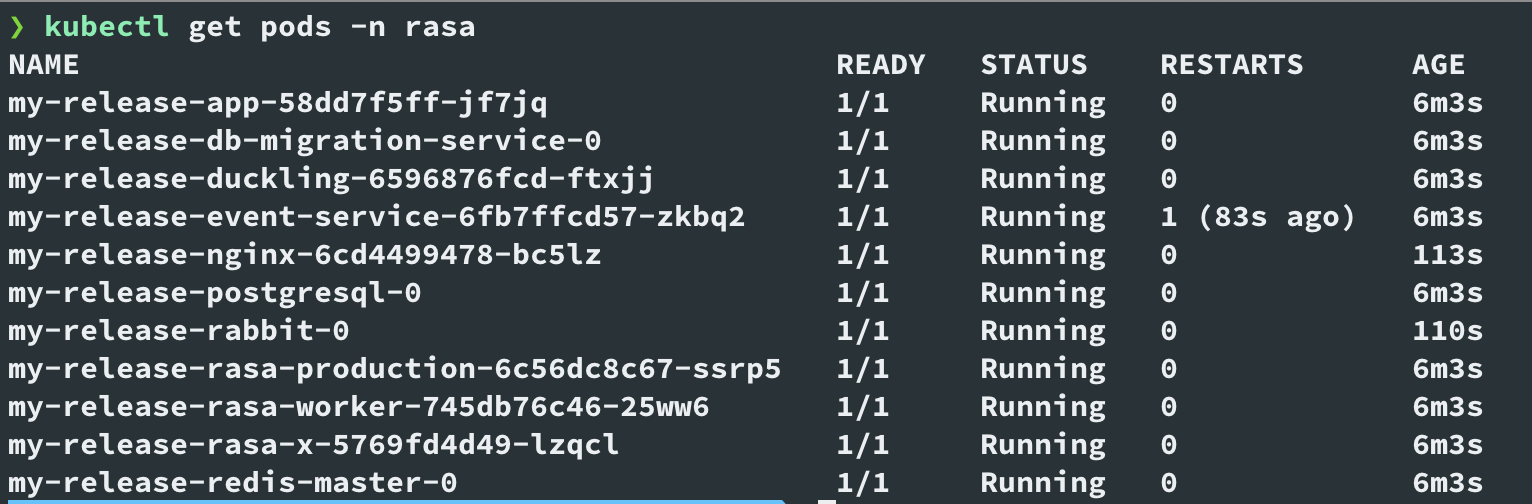 ❯ kubectl get pods -n rasa
NAME READY STATUS RESTARTS AGE
my-release-app-58dd7f5ff-jf7jq 1/1 Running 0 6m3s
my-release-db-migration-service-0 1/1 Running 0 6m3s
my-release-duckling-6596876fcd-ftxjj 1/1 Running 0 6m3s
my-release-event-service-6fb7ffcd57-zkbq2 1/1 Running 1 (83s ago) 6m3s
my-release-nginx-6cd4499478-bc5lz 1/1 Running 0 113s
my-release-postgresql-0 1/1 Running 0 6m3s
my-release-rabbit-0 1/1 Running 0 110s
my-release-rasa-production-6c56dc8c67-ssrp5 1/1 Running 0 6m3s
my-release-rasa-worker-745db76c46-25ww6 1/1 Running 0 6m3s
my-release-rasa-x-5769fd4d49-lzqcl 1/1 Running 0 6m3s
my-release-redis-master-0 1/1 Running 0 6m3s